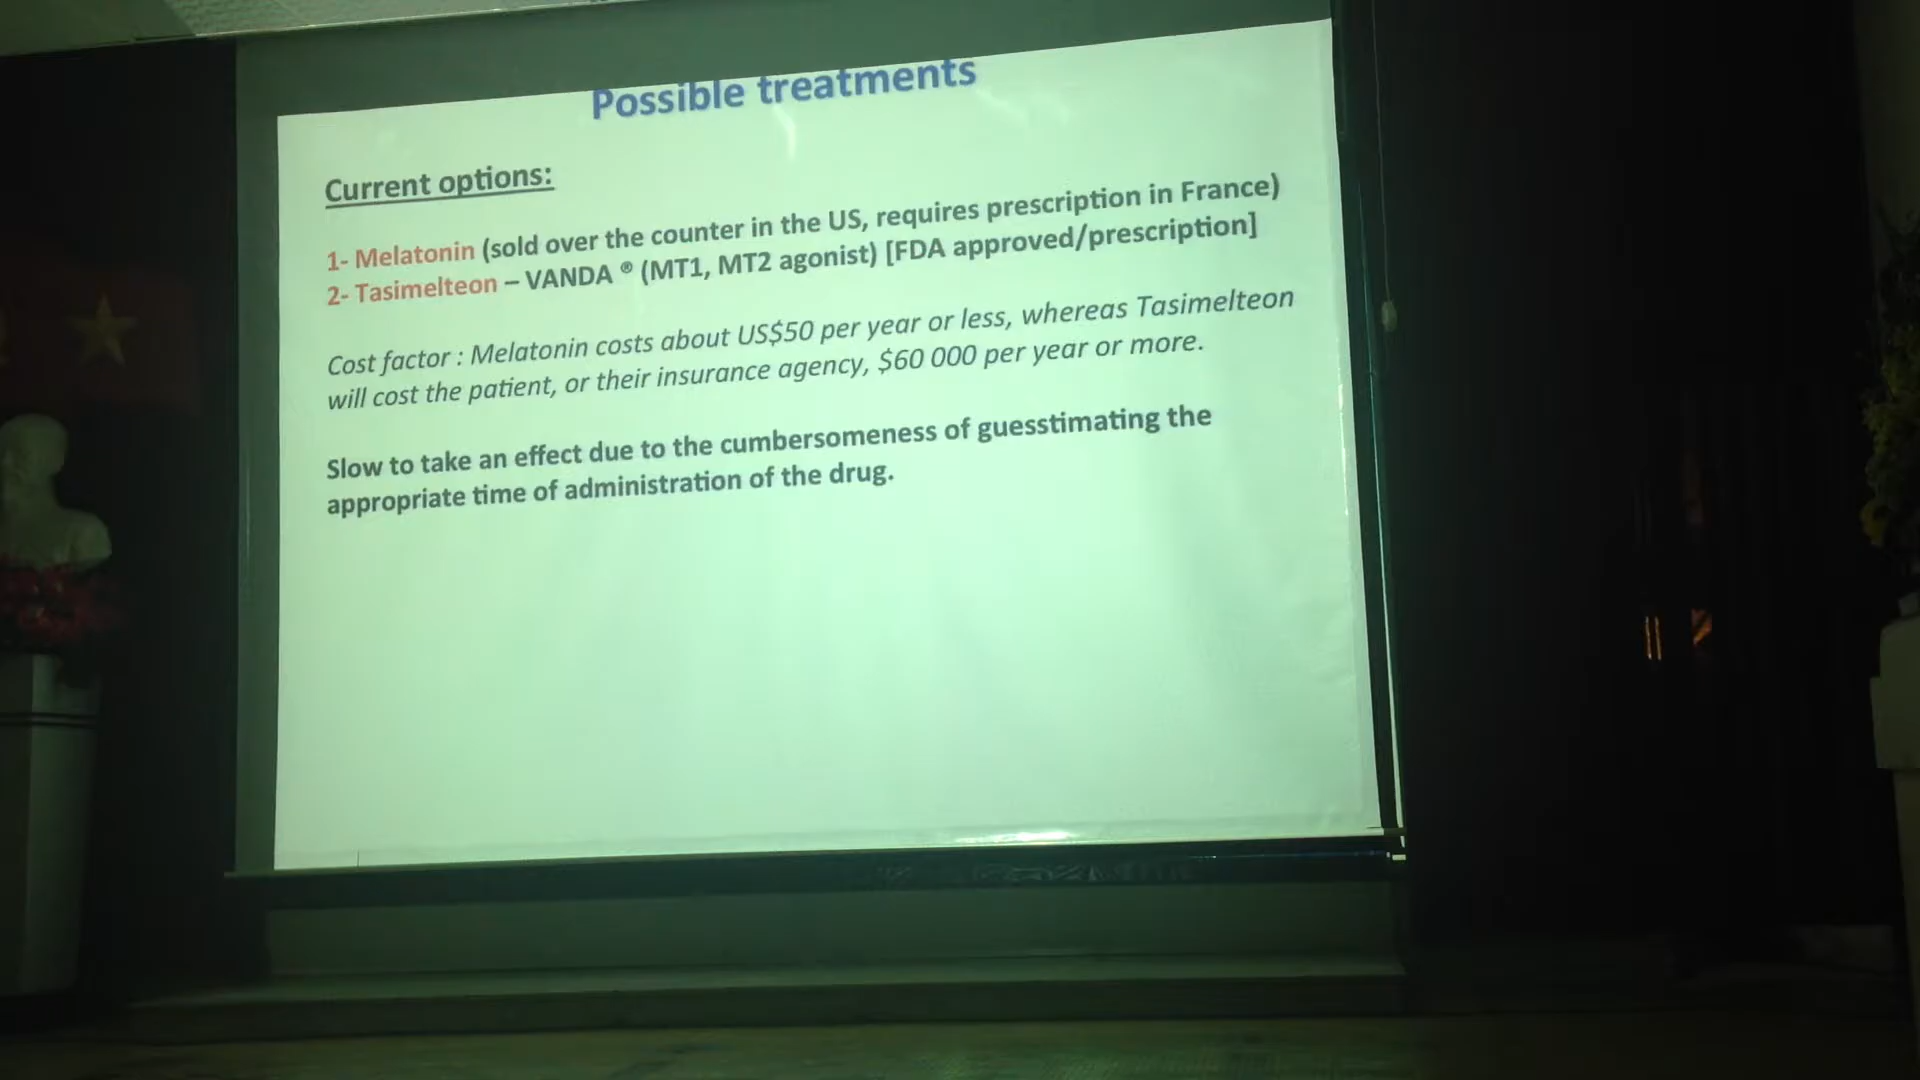 Possible treatments
Current options:
1- Melatonin (sold over the counter in the US, requires prescription in France)
2- Tasimelteon – VANDA ® (MT1, MT2 agonist) [FDA approved/prescription]
Cost factor : Melatonin costs about US$50 per year or less, whereas Tasimelteon
will cost the patient, or their insurance agency, $60 000 per year or more.
Slow to take an effect due to the cumbersomeness of guesstimating the
appropriate time of administration of the drug.